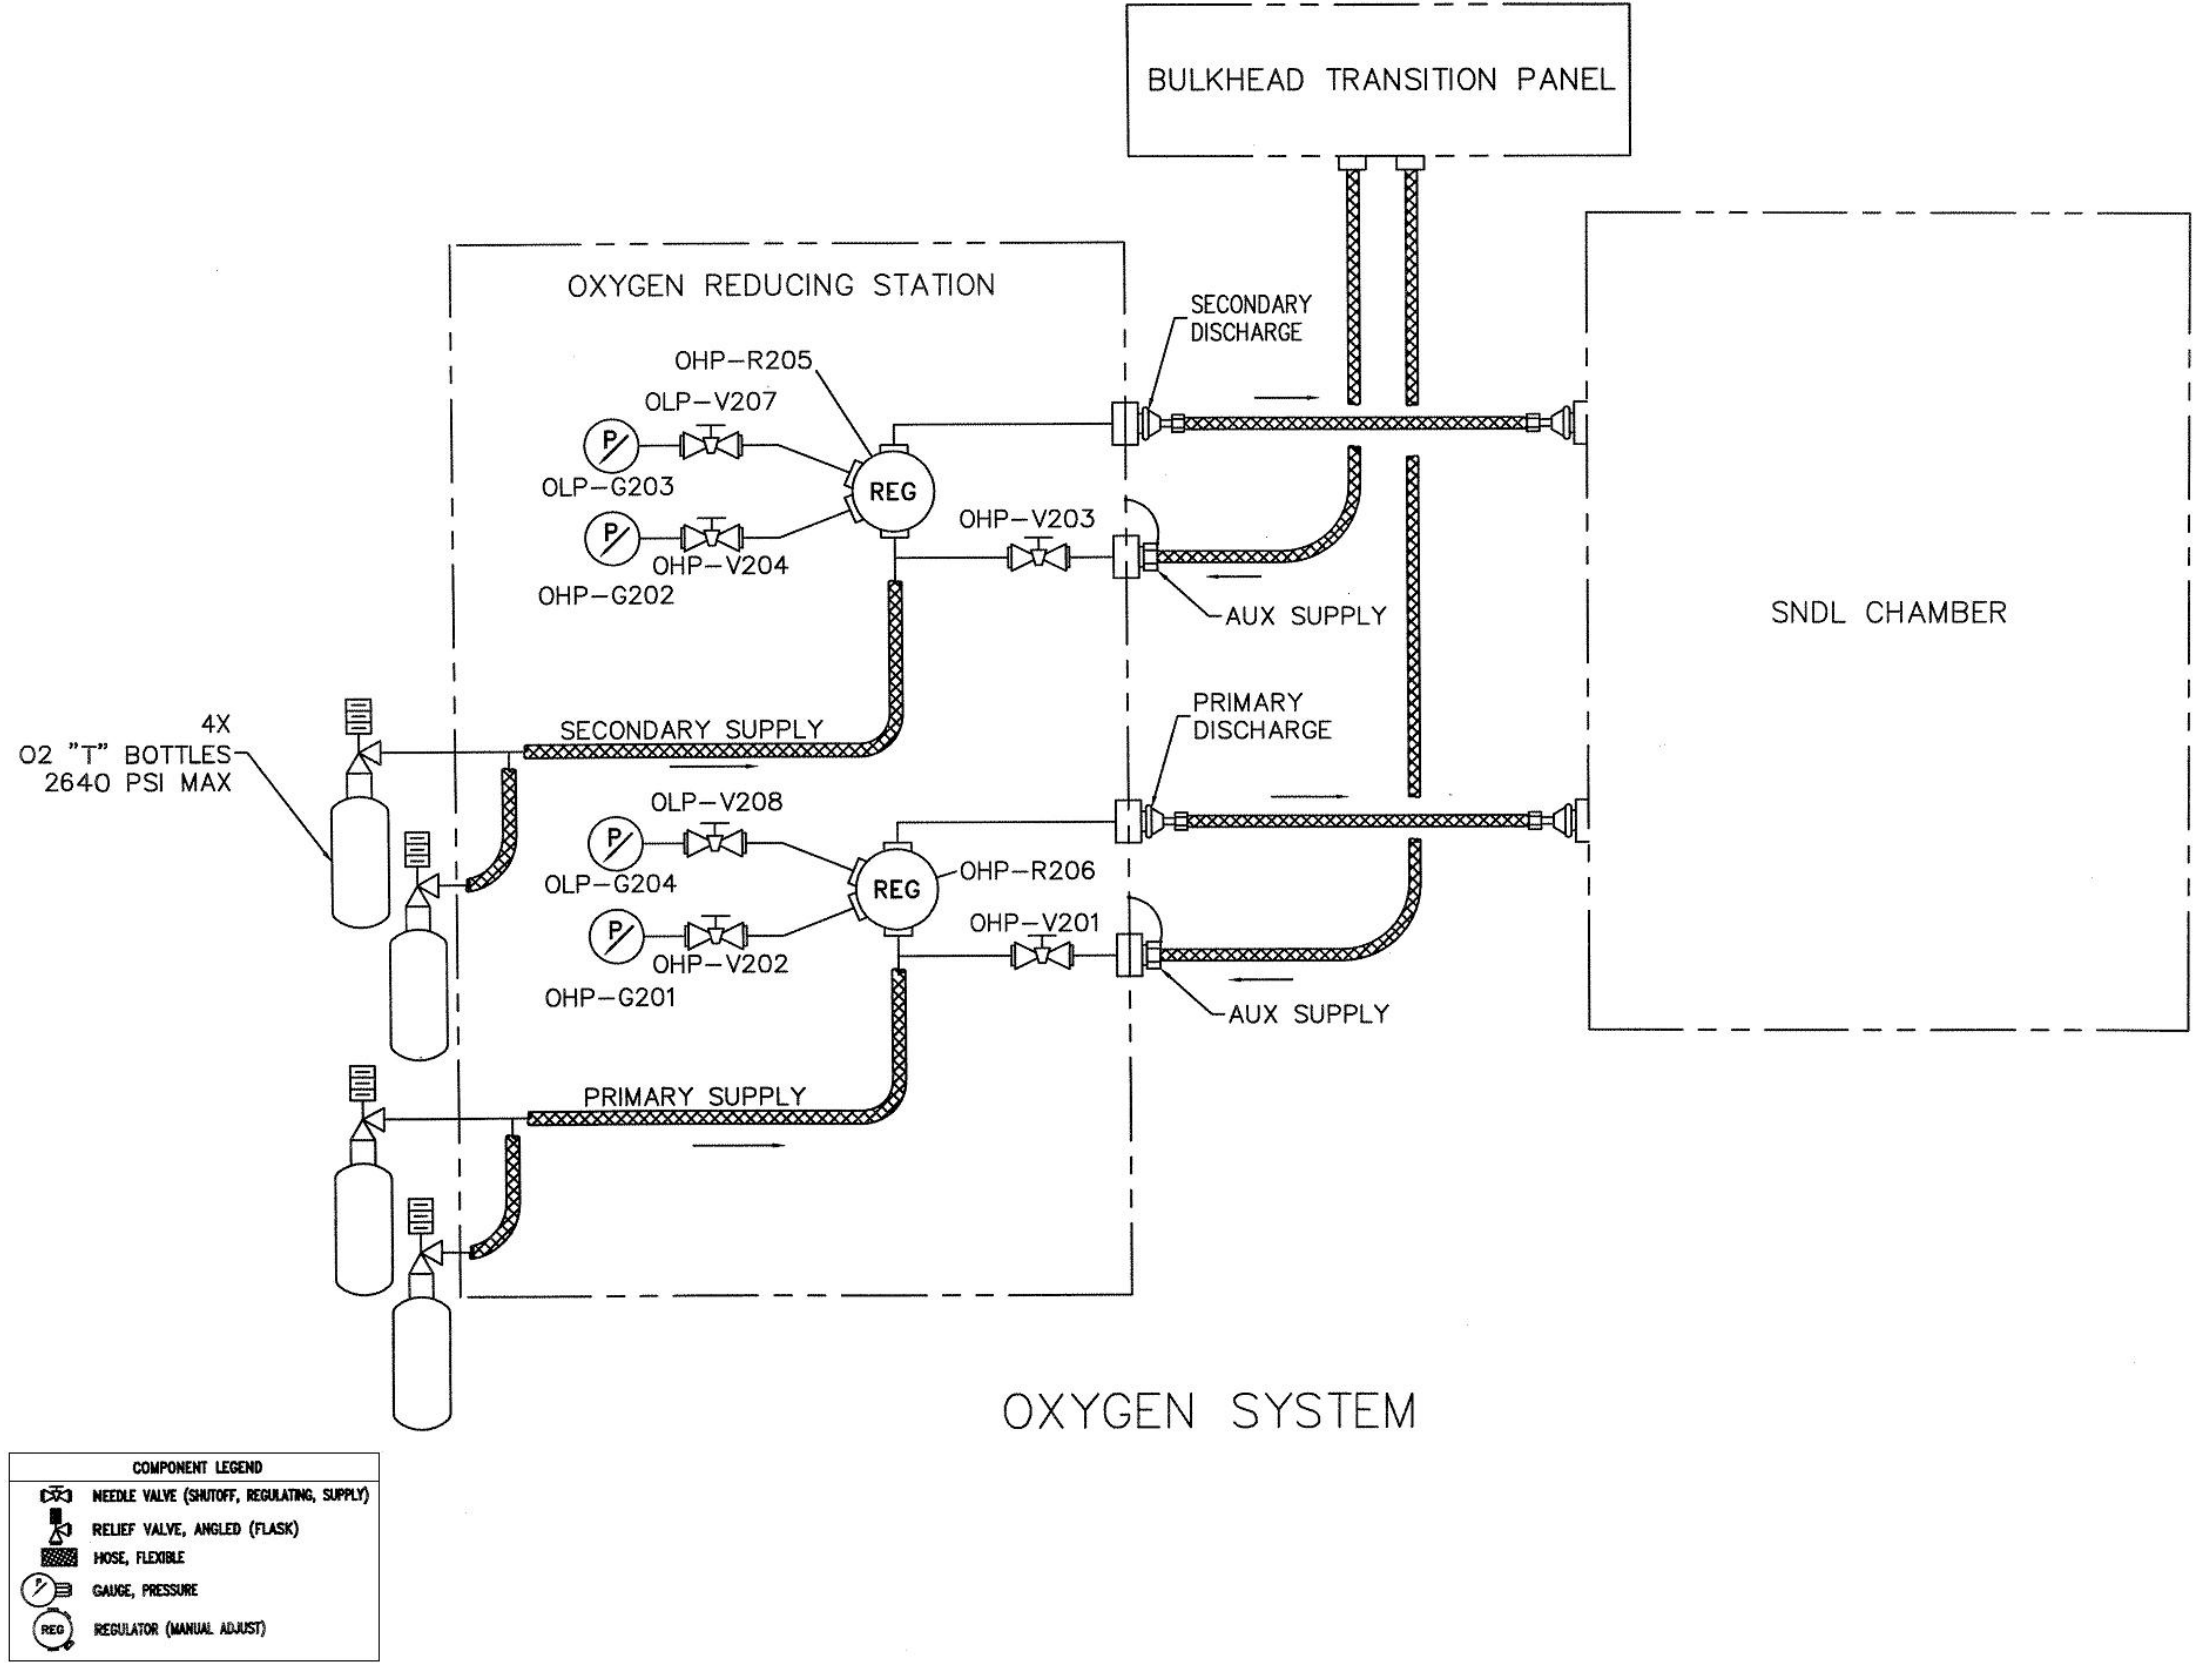 BULKHEAD TRANSITION PANEL
OXYGEN REDUCING STATION
SECONDARY
DISCHARGE
OHP-R205
OLP-V207
P
OLP-G203
REG
P
OHP-V204
OHP-G202
OHP-V203
AUX SUPPLY
SNDL CHAMBER
4X
O2 "T" BOTTLES
2640 PSI MAX
SECONDARY SUPPLY
PRIMARY
DISCHARGE
OLP-V208
P
OLP-G204
REG
OHP-R206
P
OHP-V202
OHP-G201
OHP-V201
AUX SUPPLY
PRIMARY SUPPLY
OXYGEN SYSTEM
COMPONENT LEGEND
NEEDLE VALVE (SHUTOFF, REGULATING, SUPPLY)
RELIEF VALVE, ANGLED (FLASK)
HOSE, FLEXIBLE
P
GAUGE, PRESSURE
REG
REGULATOR (MANUAL ADJUST)